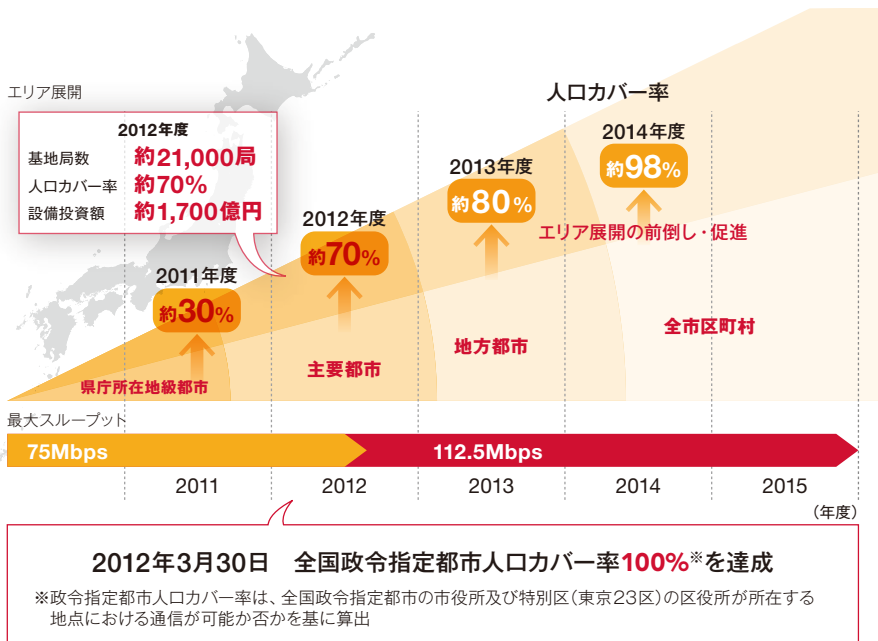 エリア展開
人口カバー率
2012年度
基地局数 約21,000局
人口カバー率 約70%
設備投資額 約1,700億円
2011年度
約30%
2012年度
約70%
2013年度
約80%
2014年度
約98%
エリア展開の前倒し・促進
県庁所在地級都市
主要都市
地方都市
全市区町村
最大スループット
75Mbps
112.5Mbps
2011
2012
2013
2014
2015
(年度)
2012年3月30日 全国政令指定都市人口カバー率100%※を達成
※政令指定都市人口カバー率は、全国政令指定都市の市役所及び特別区(東京23区)の区役所が所在する
地点における通信が可能か否かを基に算出